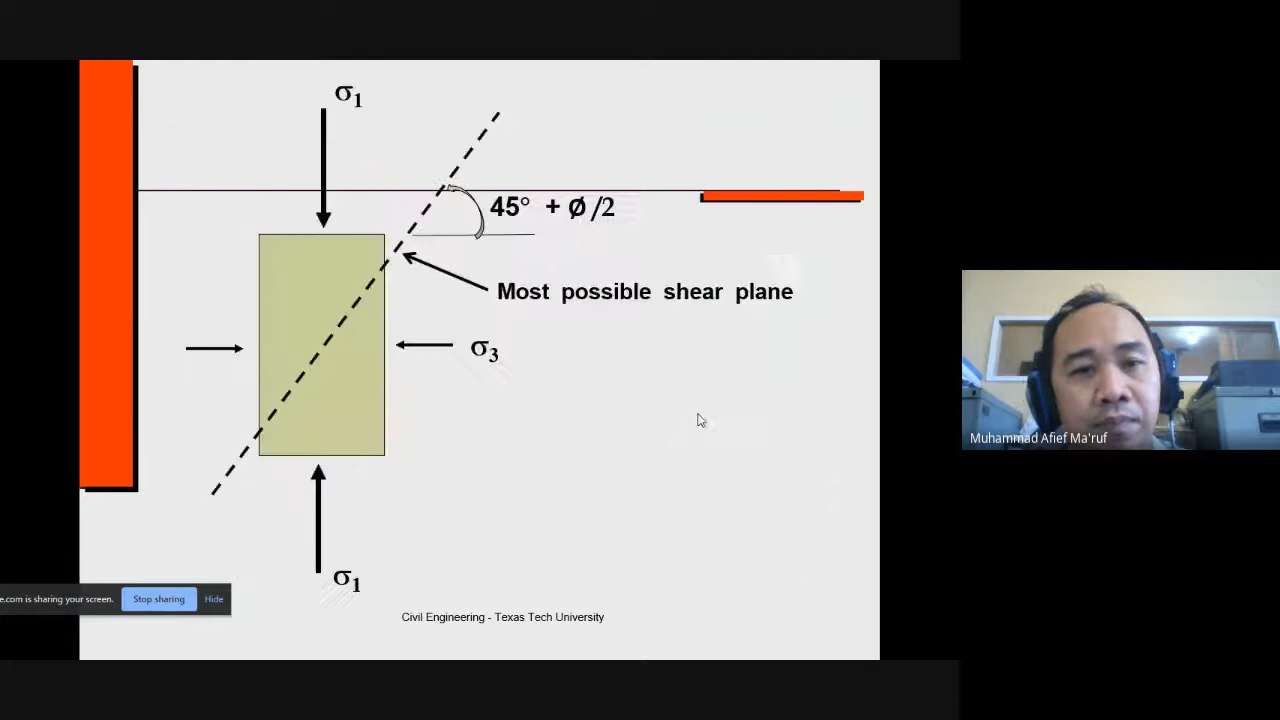 σ1
45° + Ø /2
Most possible shear plane
σ3
σ1
e.com is sharing your screen.
Stop sharing
Hide
Civil Engineering - Texas Tech University
Muhammad Afief Ma'ruf